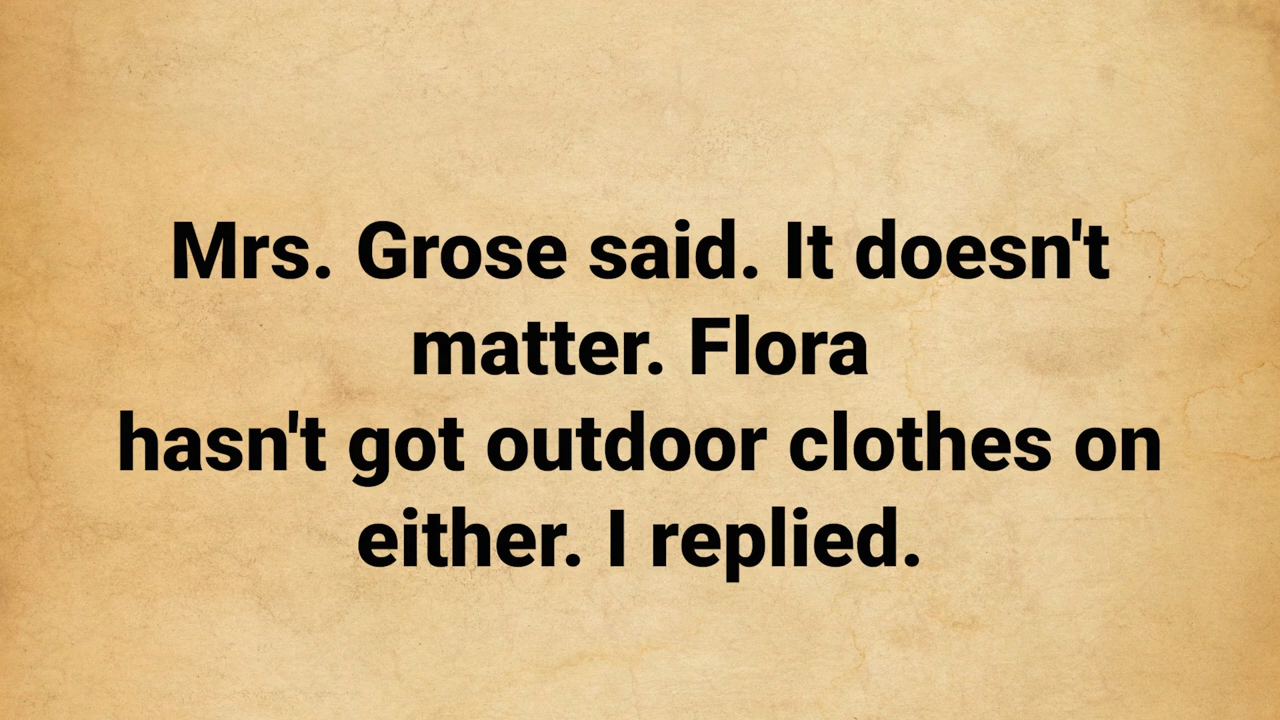 Mrs. Grose said. It doesn't
matter. Flora
hasn't got outdoor clothes on
either. I replied.